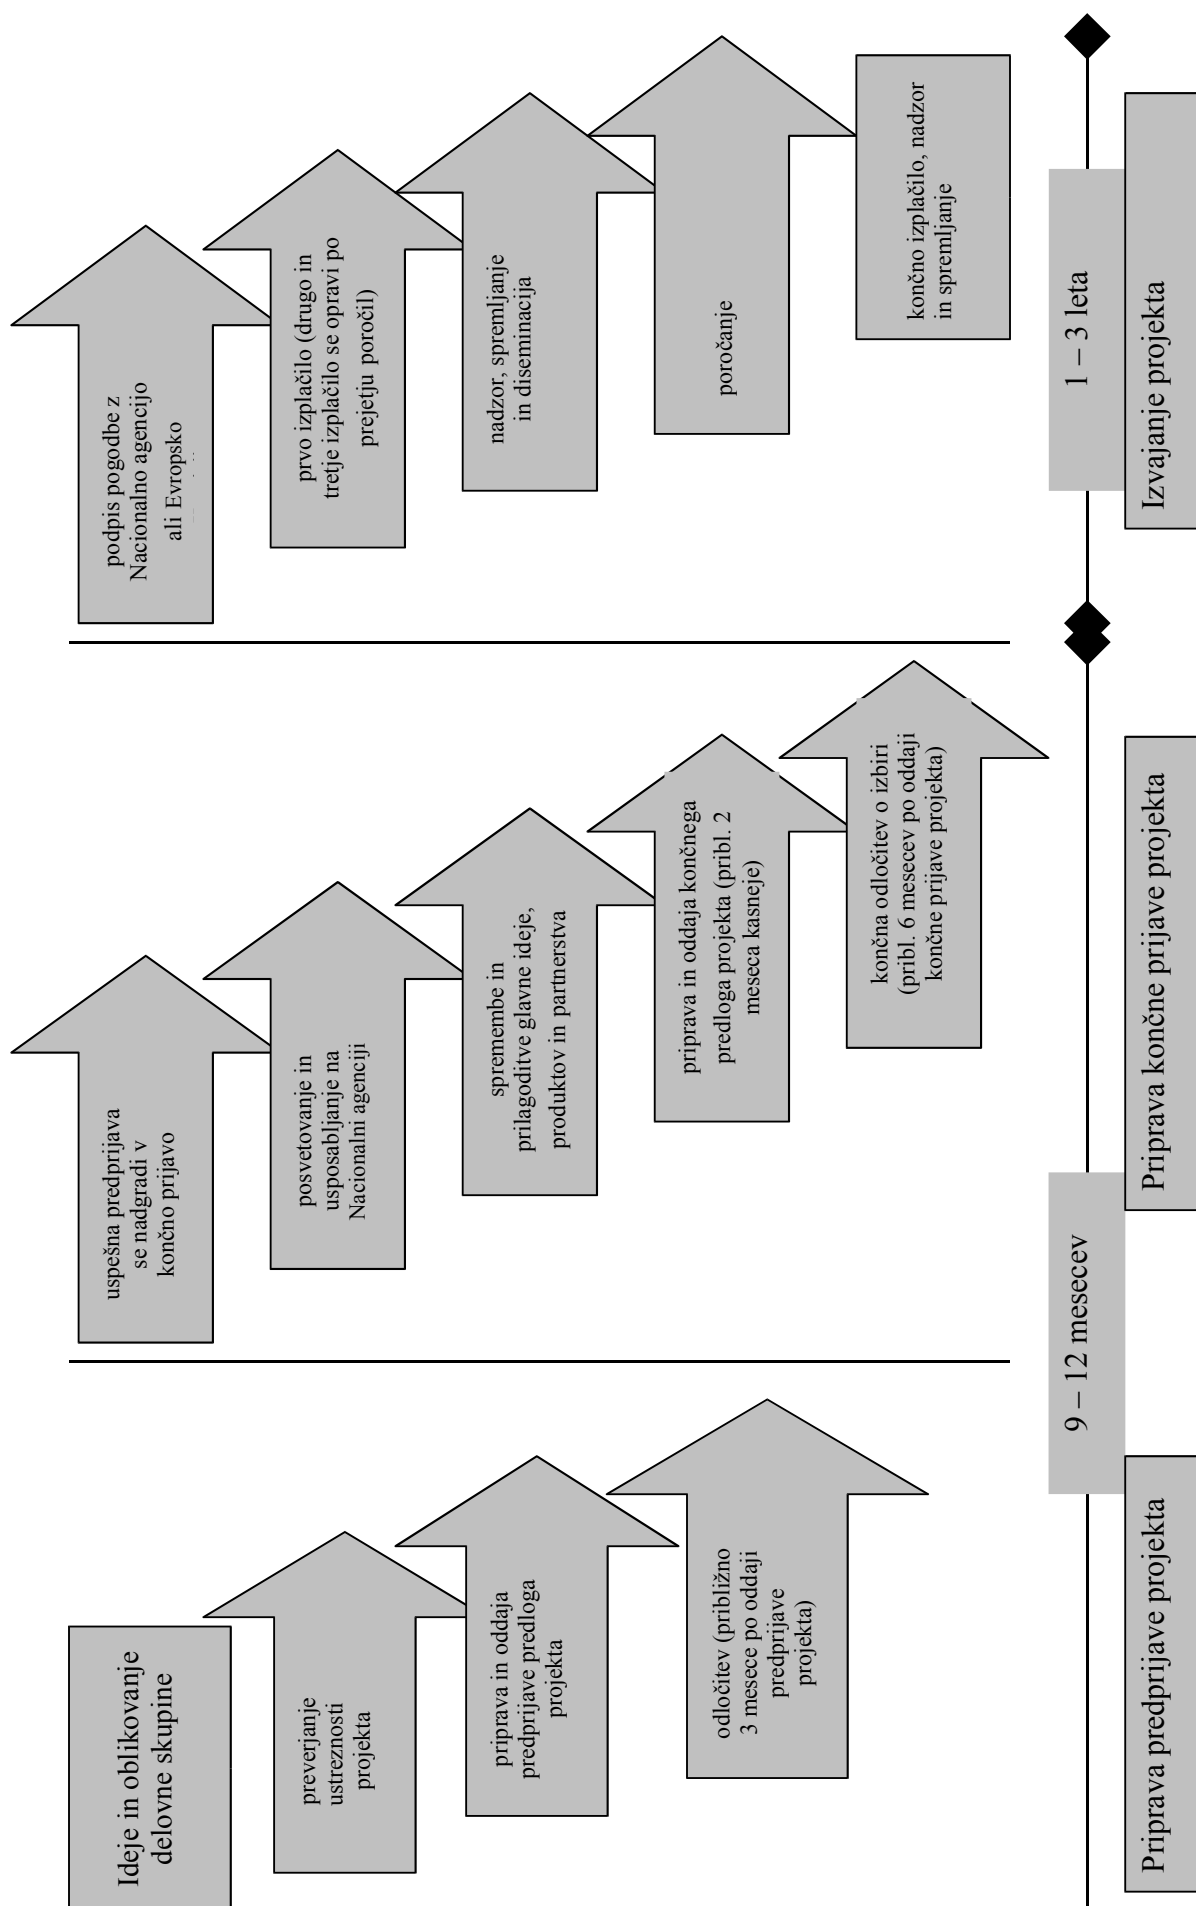 Ideje in oblikovanje
delovne skupine
preverjanje
ustreznosti
projekta
priprava in oddaja
predprijave predloga
projekta
odločitev (približno
3 mesece po oddaji
predprijave
projekta)
uspešna predprijava
se nadgradi v
končno prijavo
posvetovanje in
usposabljanje na
Nacionalni agenciji
spremembe in
prilagoditve glavne ideje,
produktov in partnerstva
priprava in oddaja končnega
predloga projekta (pribl. 2
meseca kasneje)
končna odločitev o izbiri
(pribl. 6 mesecev po oddaji
končne prijave projekta)
podpis pogodbe z
Nacionalno agencijo
ali Evropsko
prvo izplačilo (drugo in
tretje izplačilo se opravi po
prejetju poročil)
nadzor, spremljanje
in diseminacija
poročanje
končno izplačilo, nadzor
in spremljanje
9 – 12 mesecev
1 – 3 leta
Priprava predprijave projekta
Priprava končne prijave projekta
Izvajanje projekta